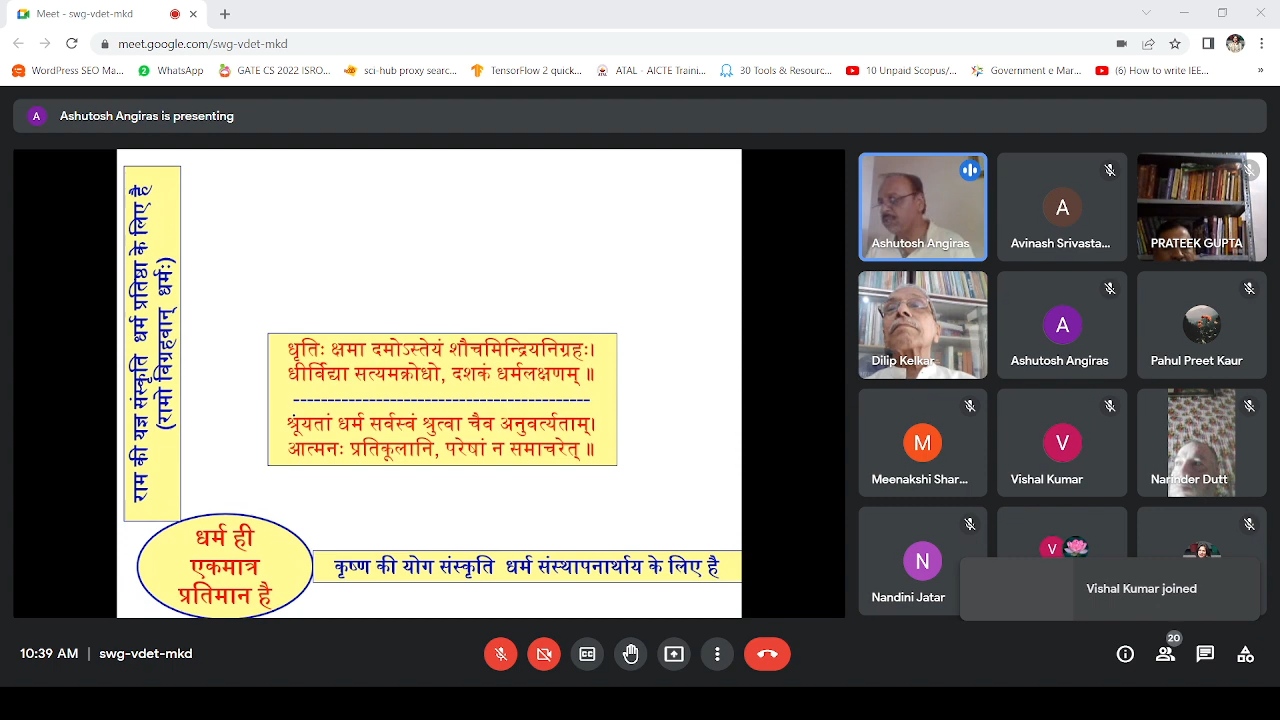 Meet - swg-vdet-mkd
meet.google.com/swg-vdet-mkd
WordPress SEO Ma...
WhatsApp
GATE CS 2022 ISRO...
sci-hub proxy searc...
TensorFlow 2 quick...
ATAL - AICTE Traini...
30 Tools & Resourc...
10 Unpaid Scopus/...
Government e Mar...
(6) How to write IEE...
»
A
Ashutosh Angiras is presenting
राम की यज्ञ संस्कृति धर्म प्रतिष्ठा के लिए है
(रामो विग्रहवान् धर्मः)
धृतिः क्षमा दमोऽस्तेयं शौचमिन्द्रियनिग्रहः।
धीर्विद्या सत्यमक्रोधो, दशकं धर्मलक्षणम् ॥
-------------------------------------------
श्रूयतां धर्म सर्वस्वं श्रुत्वा चैव अनुवर्त्यताम्।
आत्मनः प्रतिकूलानि, परेषां न समाचरेत् ॥
धर्म ही
एकमात्र
प्रतिमान है
कृष्ण की योग संस्कृति धर्म संस्थापनार्थाय के लिए है
Ashutosh Angiras
A
Avinash Srivasta...
PRATEEK GUPTA
Dilip Kelkar
A
Ashutosh Angiras
Pahul Preet Kaur
M
Meenakshi Shar...
V
Vishal Kumar
Narinder Dutt
N
Nandini Jatar
V
Vishal Kumar joined
10:39 AM | swg-vdet-mkd
20